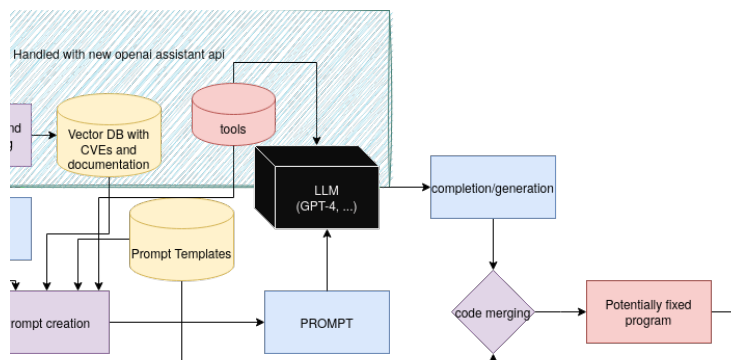 Handled with new openai assistant api
nd
g
Vector DB with
CVEs and
documentation
tools
LLM
(GPT-4, ...)
completion/generation
Prompt Templates
rompt creation
PROMPT
code merging
Potentially fixed
program